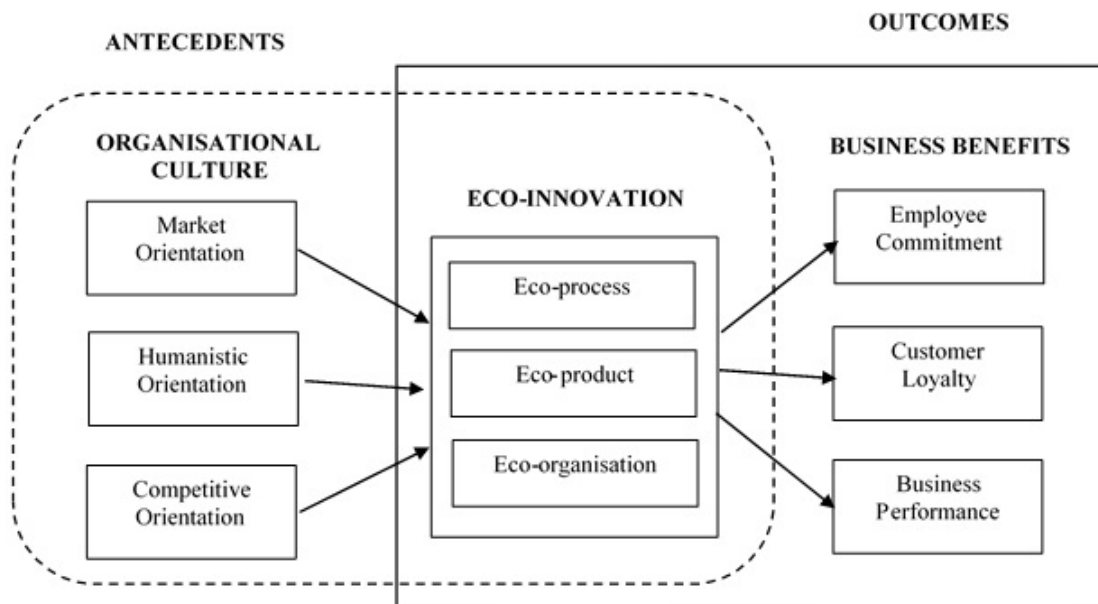 OUTCOMES
ANTECEDENTS
ORGANISATIONAL
CULTURE
Market
Orientation
Humanistic
Orientation
Competitive
Orientation
ECO-INNOVATION
Eco-process
Eco-product
Eco-organisation
BUSINESS BENEFITS
Employee
Commitment
Customer
Loyalty
Business
Performance